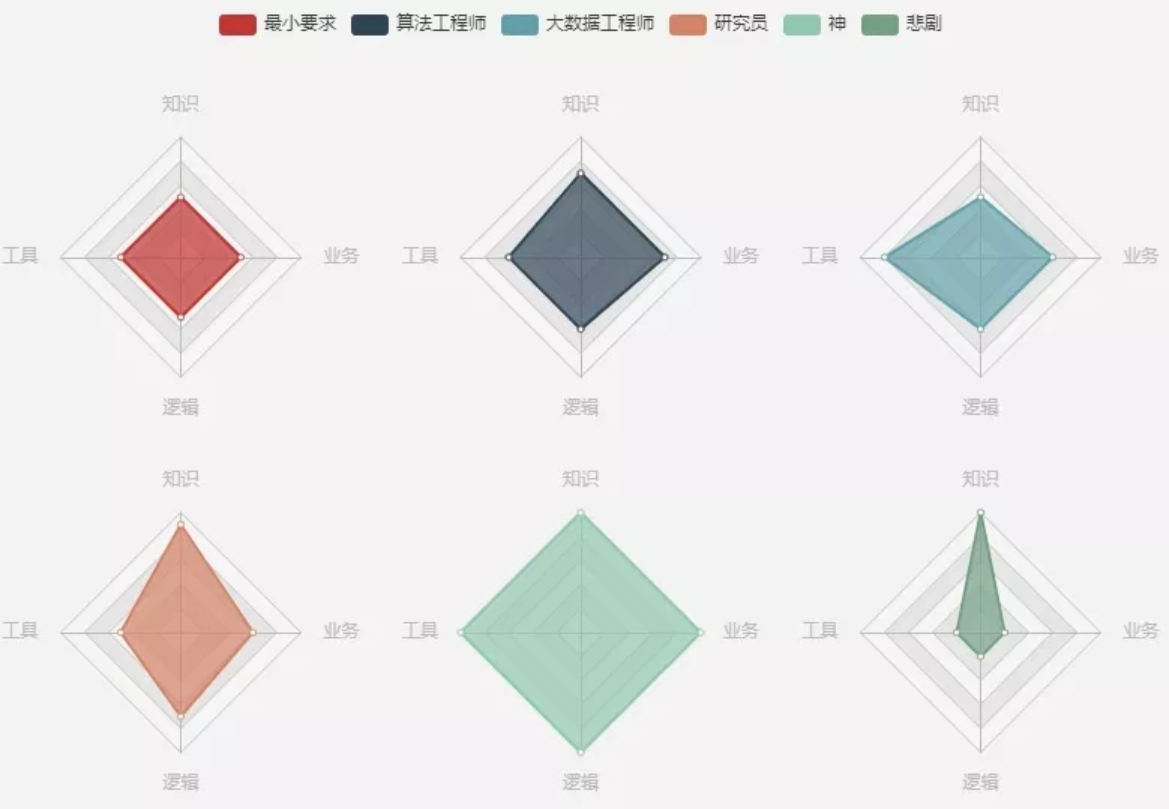 最小要求 算法工程师 大数据工程师 研究员 神 悲剧
知识 知识 知识
工具 业务 工具 业务 工具 业务
逻辑 逻辑 逻辑
知识 知识 知识
工具 业务 工具 业务 工具 业务
逻辑 逻辑 逻辑